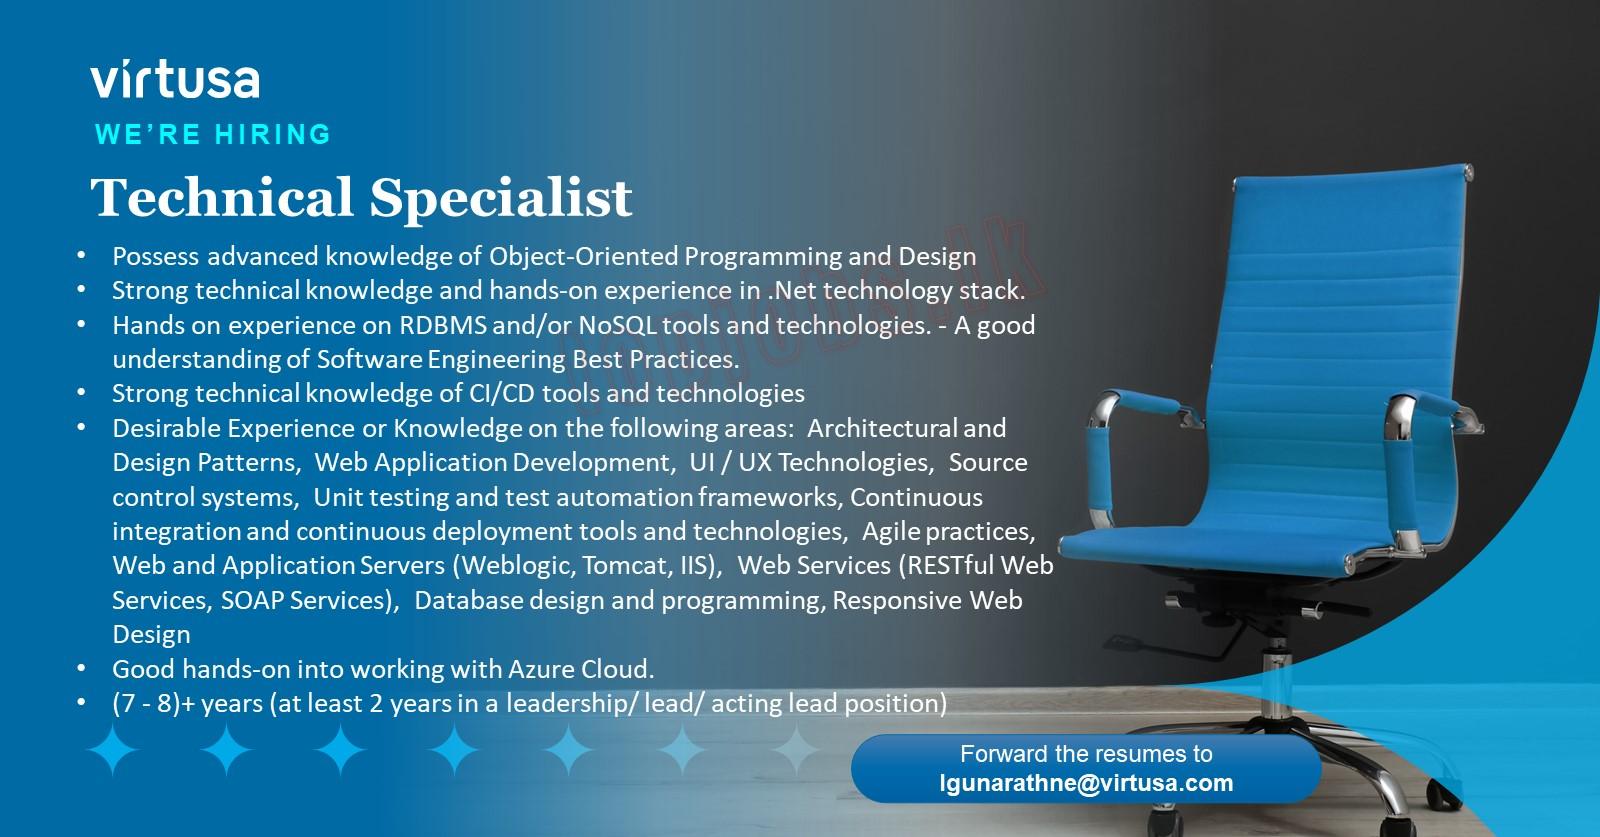 virtusa
WE'RE HIRING
Technical Specialist
• Possess advanced knowledge of Object-Oriented Programming and Design
• Strong technical knowledge and hands-on experience in .Net technology stack.
• Hands on experience on RDBMS and/or NoSQL tools and technologies. - A good
understanding of Software Engineering Best Practices.
• Strong technical knowledge of CI/CD tools and technologies
• Desirable Experience or Knowledge on the following areas: Architectural and
Design Patterns, Web Application Development, UI / UX Technologies, Source
control systems, Unit testing and test automation frameworks, Continuous
integration and continuous deployment tools and technologies, Agile practices,
Web and Application Servers (Weblogic, Tomcat, IIS), Web Services (RESTful Web
Services, SOAP Services), Database design and programming, Responsive Web
Design
• Good hands-on into working with Azure Cloud.
• (7 - 8)+ years (at least 2 years in a leadership/ lead/ acting lead position)
Forward the resumes to
lgunarathne@virtusa.com